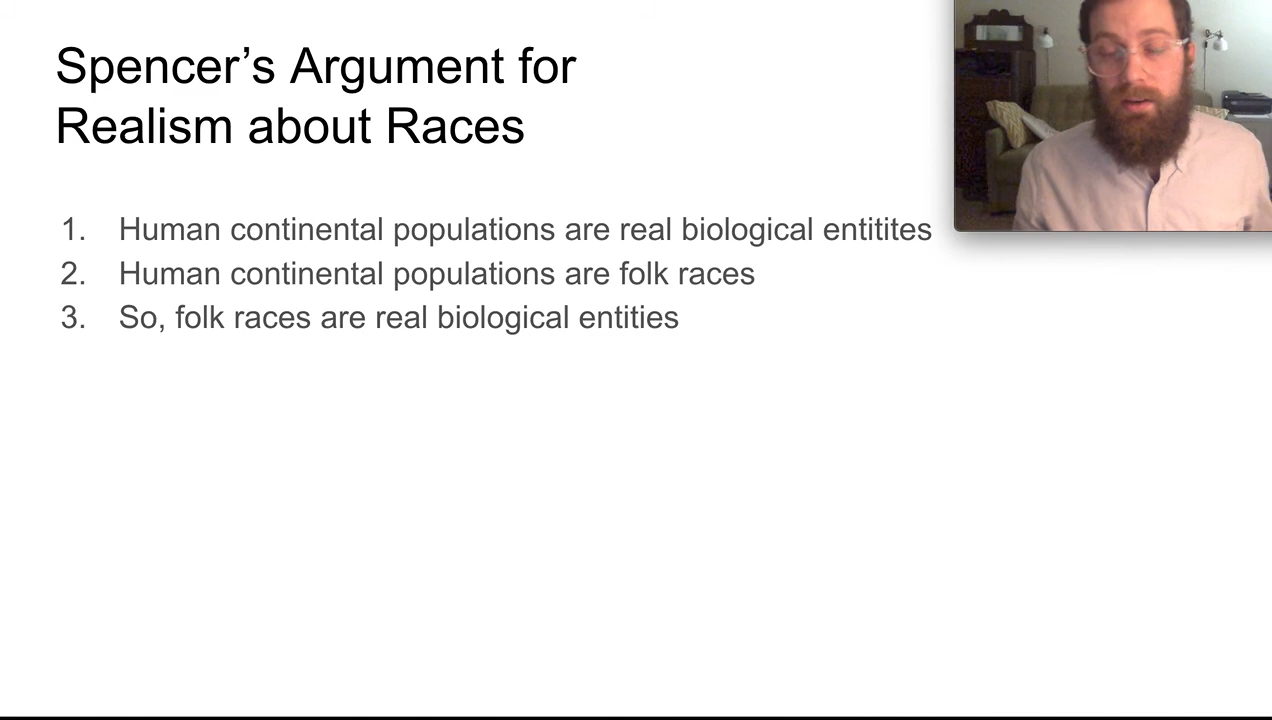 Spencer’s Argument for
Realism about Races
1. Human continental populations are real biological entitites
2. Human continental populations are folk races
3. So, folk races are real biological entities